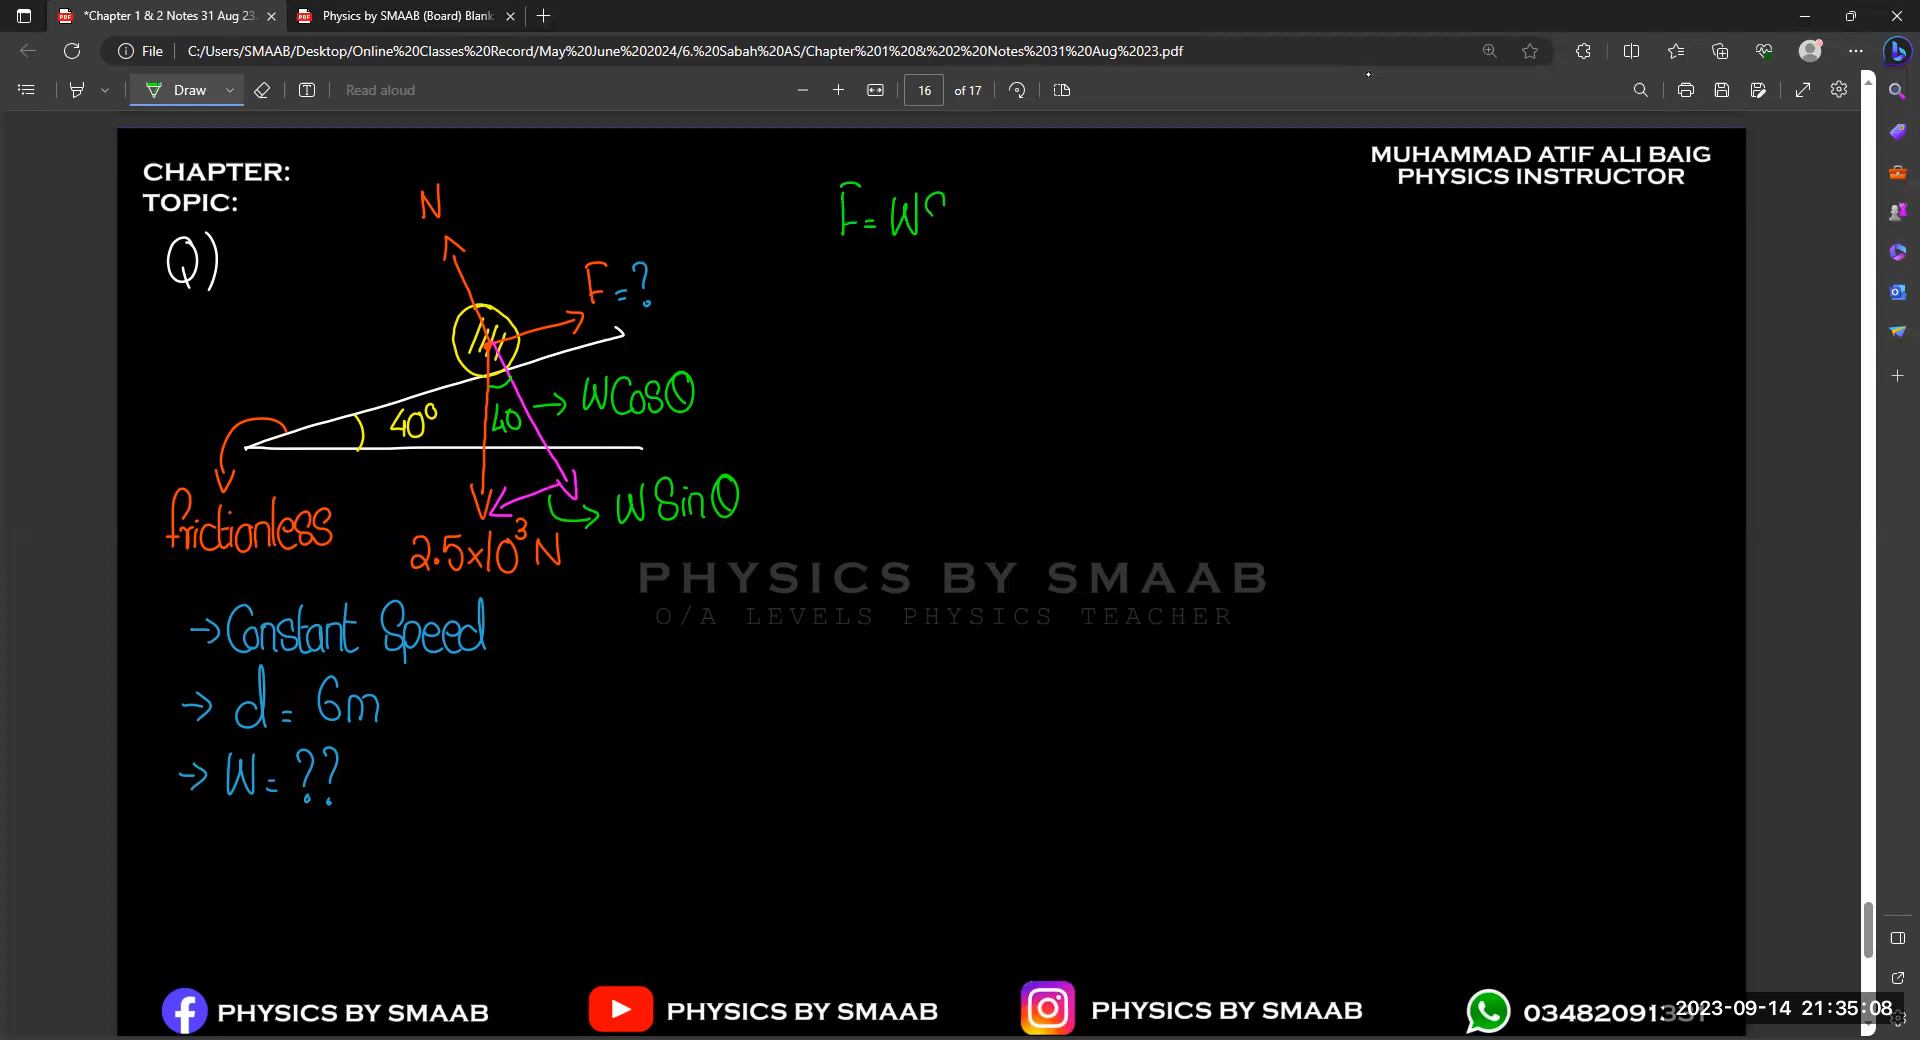 *Chapter 1 & 2 Notes 31 Aug 23.
Physics by SMAAB (Board) Blank
File
C:/Users/SMAAB/Desktop/Online%20Classes%20Record/May%20June%202024/6.%20Sabah%20AS/Chapter%201%20&%202%20Notes%2031%20Aug%2023.pdf
Draw
Read aloud
16 of 17
CHAPTER:
TOPIC:
MUHAMMAD ATIF ALI BAIG
PHYSICS INSTRUCTOR
Q)
N
F = ?
F = W
40°
40 → WCosθ
WSinθ
frictionless
2.5×10³ N
PHYSICS BY SMAAB
O/A LEVELS PHYSICS TEACHER
→ Constant Speed
→ d = 6m
→ W = ??
PHYSICS BY SMAAB
PHYSICS BY SMAAB
PHYSICS BY SMAAB
2023-09-14 21:35:08